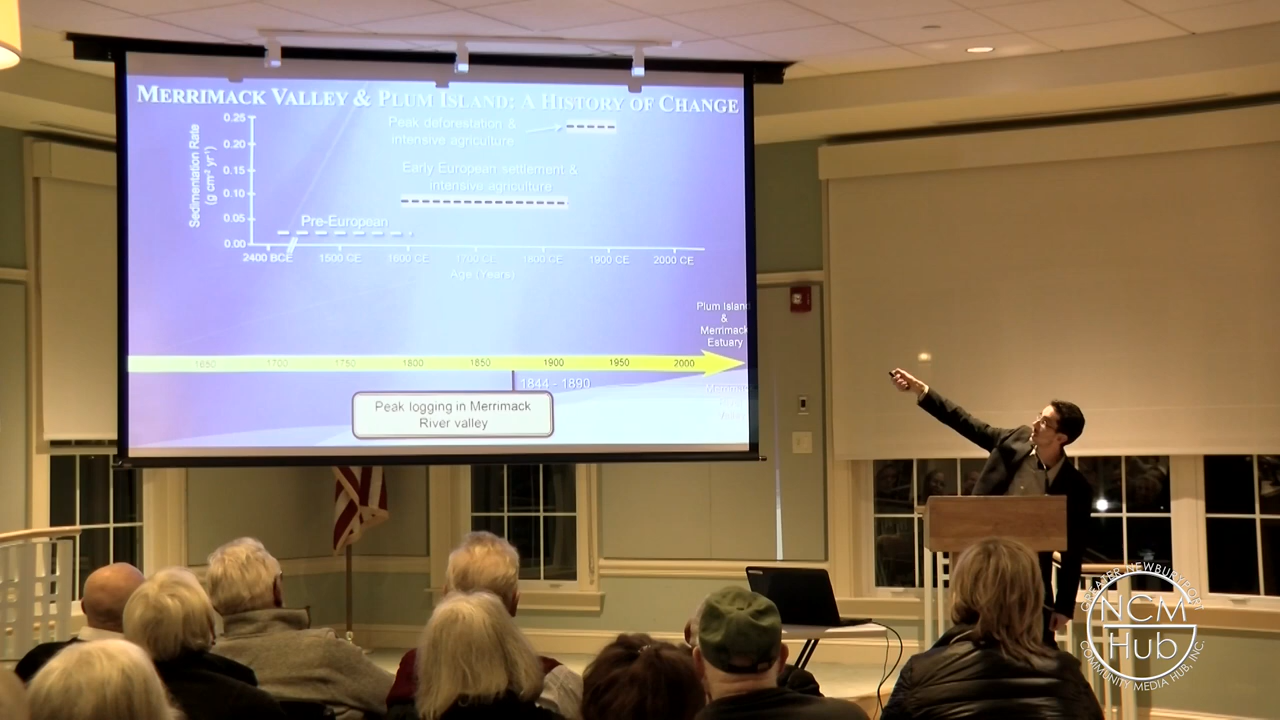 MERRIMACK VALLEY & PLUM ISLAND: A HISTORY OF CHANGE
Sedimentation Rate
(g cm-2 yr-1)
0.25
0.20
0.15
0.10
0.05
0.00
Peak deforestation &
intensive agriculture
Early European settlement &
intensive agriculture
Pre-European
2400 BCE 1500 CE 1600 CE 1700 CE 1800 CE 1900 CE 2000 CE
Age (Years)
Plum Island
&
Merrimack
Estuary
1650 1700 1750 1800 1850 1900 1950 2000
1844 - 1890
Peak logging in Merrimack
River valley
GREATER NEWBURYPORT
NCM
Hub
COMMUNITY MEDIA HUB, INC.